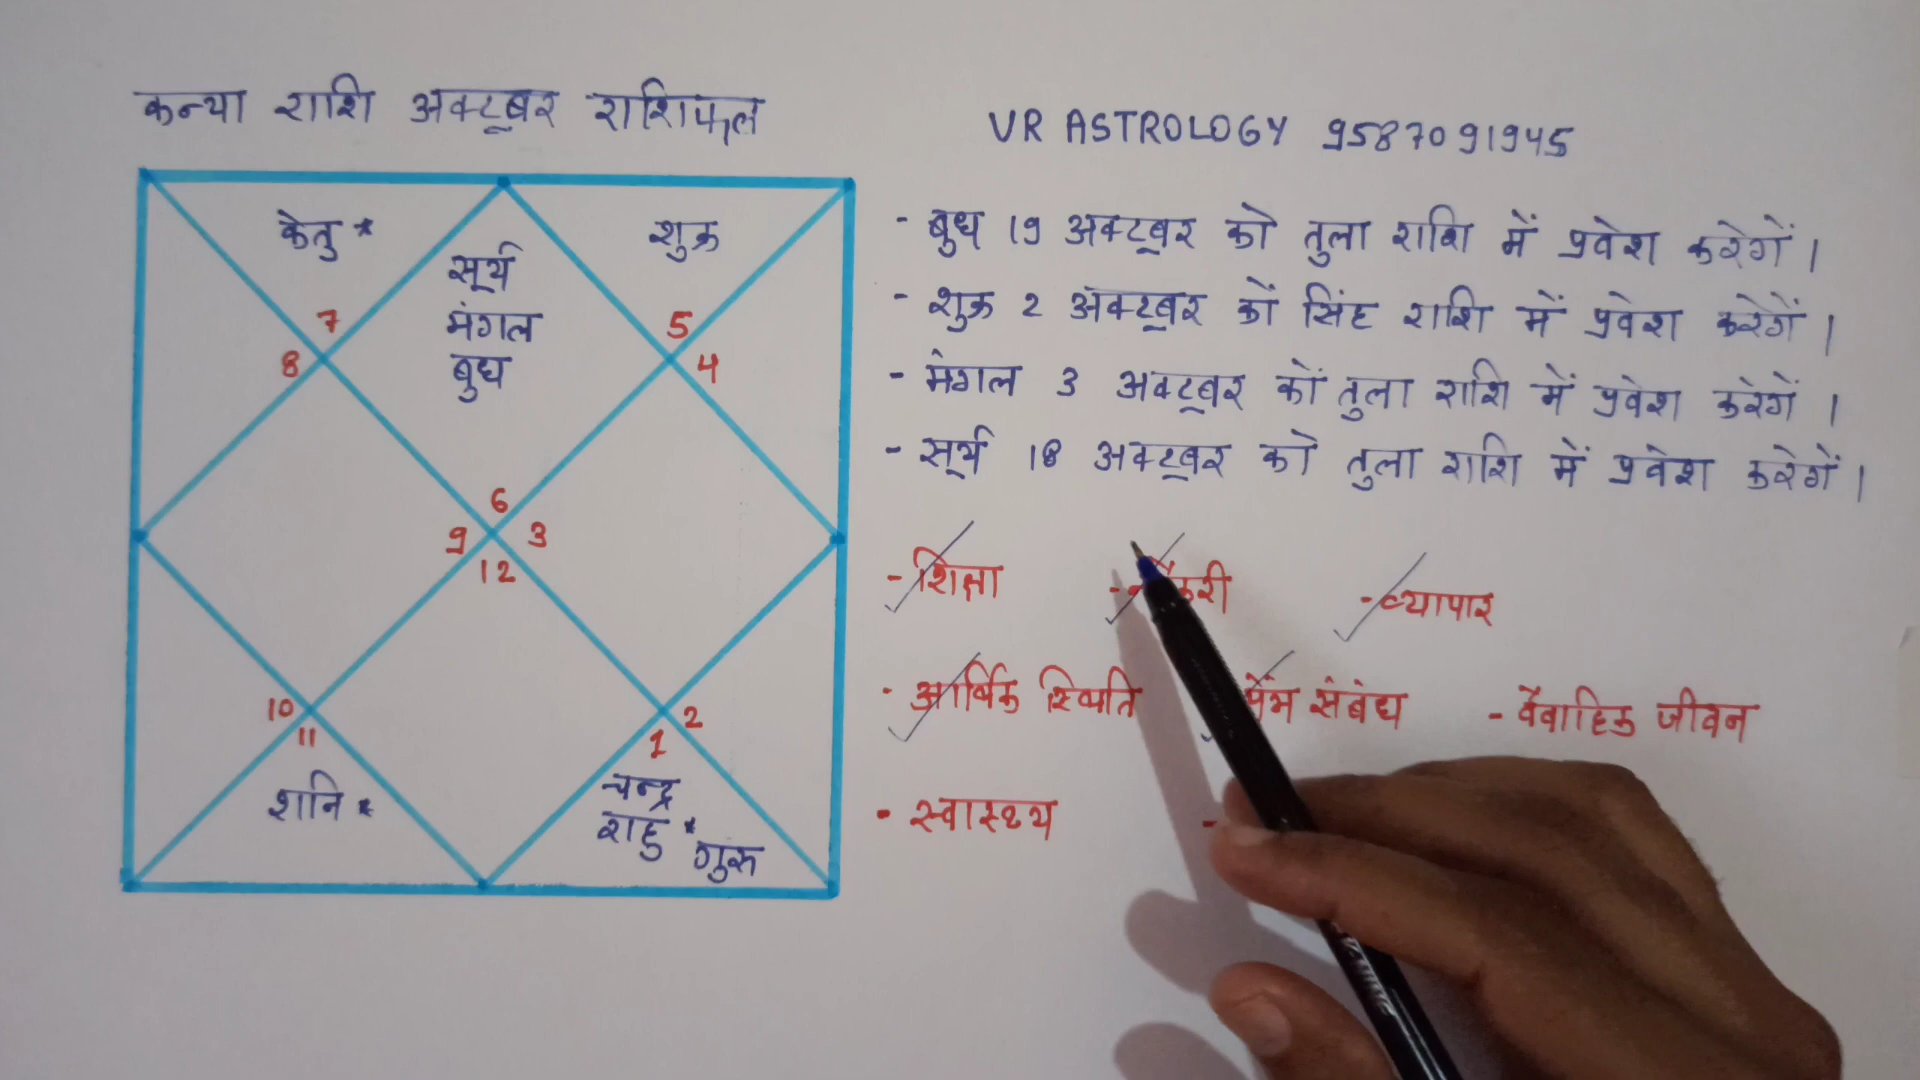 कन्या राशि अक्टूबर राशिफल
VR ASTROLOGY 9587091945
केतु *
शुक्र
सूर्य
मंगल
बुध
7
5
8
4
6
9
3
12
10
2
11
1
शनि *
चन्द्र
राहु *
गुरू
- बुध 19 अक्टूबर को तुला राशि में प्रवेश करेगें।
- शुक्र 2 अक्टूबर कों सिंह राशि में प्रवेश करेगें।
- मंगल 3 अक्टूबर कों तुला राशि में प्रवेश करेगें।
- सूर्य 18 अक्टूबर को तुला राशि में प्रवेश करेगें।
- शिक्षा - करी - व्यापार
- आर्थिक स्थिति प्रेंम संबंध - वैवाहिक जीवन
- स्वास्थ्य -